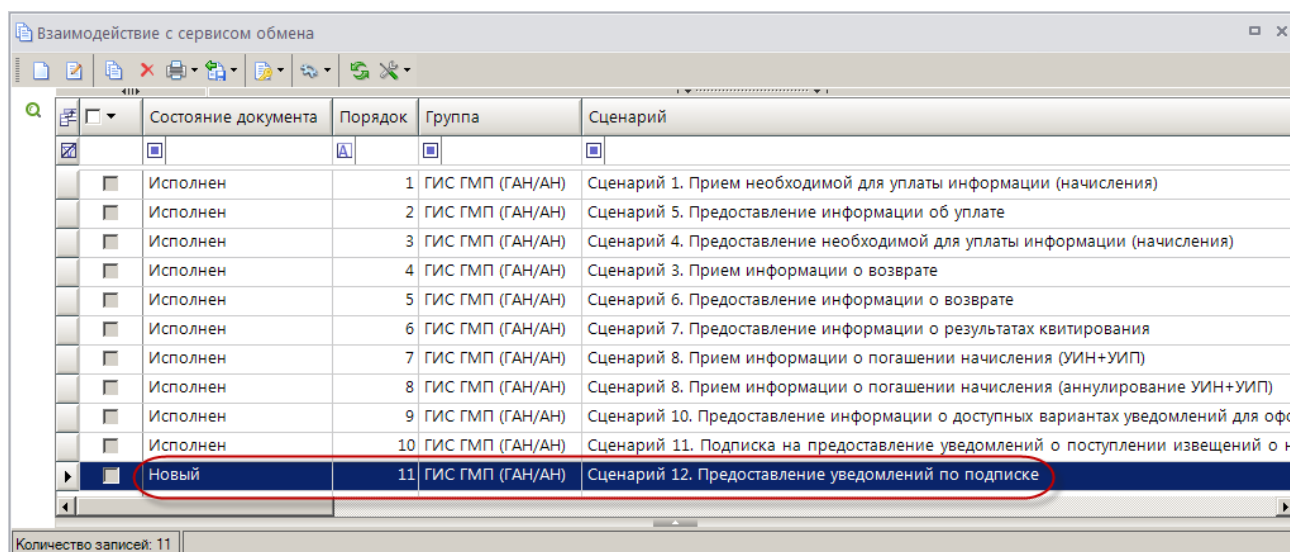 Взаимодействие с сервисом обмена
Состояние документа Порядок Группа Сценарий
Исполнен 1 ГИС ГМП (ГАН/АН) Сценарий 1. Прием необходимой для уплаты информации (начисления)
Исполнен 2 ГИС ГМП (ГАН/АН) Сценарий 5. Предоставление информации об уплате
Исполнен 3 ГИС ГМП (ГАН/АН) Сценарий 4. Предоставление необходимой для уплаты информации (начисления)
Исполнен 4 ГИС ГМП (ГАН/АН) Сценарий 3. Прием информации о возврате
Исполнен 5 ГИС ГМП (ГАН/АН) Сценарий 6. Предоставление информации о возврате
Исполнен 6 ГИС ГМП (ГАН/АН) Сценарий 7. Предоставление информации о результатах квитирования
Исполнен 7 ГИС ГМП (ГАН/АН) Сценарий 8. Прием информации о погашении начисления (УИН+УИП)
Исполнен 8 ГИС ГМП (ГАН/АН) Сценарий 8. Прием информации о погашении начисления (аннулирование УИН+УИП)
Исполнен 9 ГИС ГМП (ГАН/АН) Сценарий 10. Предоставление информации о доступных вариантах уведомлений для
Исполнен 10 ГИС ГМП (ГАН/АН) Сценарий 11. Подписка на предоставление уведомлений о поступлении извещений о
Новый 11 ГИС ГМП (ГАН/АН) Сценарий 12. Предоставление уведомлений по подписке
Количество записей: 11